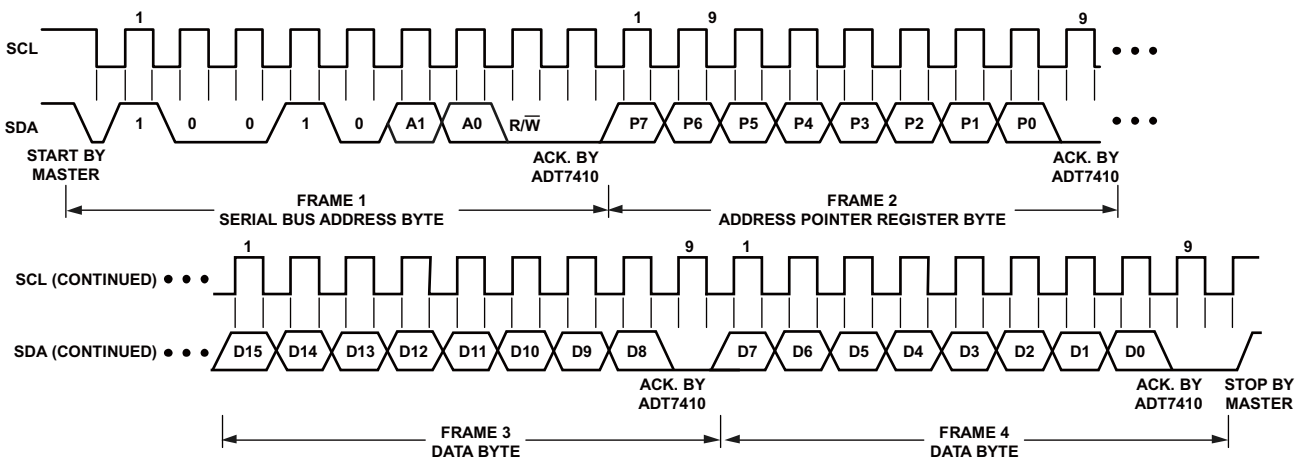 1 1 9 9
SCL • • •
SDA 1 0 0 1 0 A1 A0 R/W̅ P7 P6 P5 P4 P3 P2 P1 P0 • • •
START BY
MASTER
ACK. BY
ADT7410
ACK. BY
ADT7410
FRAME 1
SERIAL BUS ADDRESS BYTE
FRAME 2
ADDRESS POINTER REGISTER BYTE
1 9 1 9
SCL (CONTINUED) • • •
SDA (CONTINUED) • • • D15 D14 D13 D12 D11 D10 D9 D8 D7 D6 D5 D4 D3 D2 D1 D0
ACK. BY
ADT7410
ACK. BY
ADT7410
STOP BY
MASTER
FRAME 3
DATA BYTE
FRAME 4
DATA BYTE